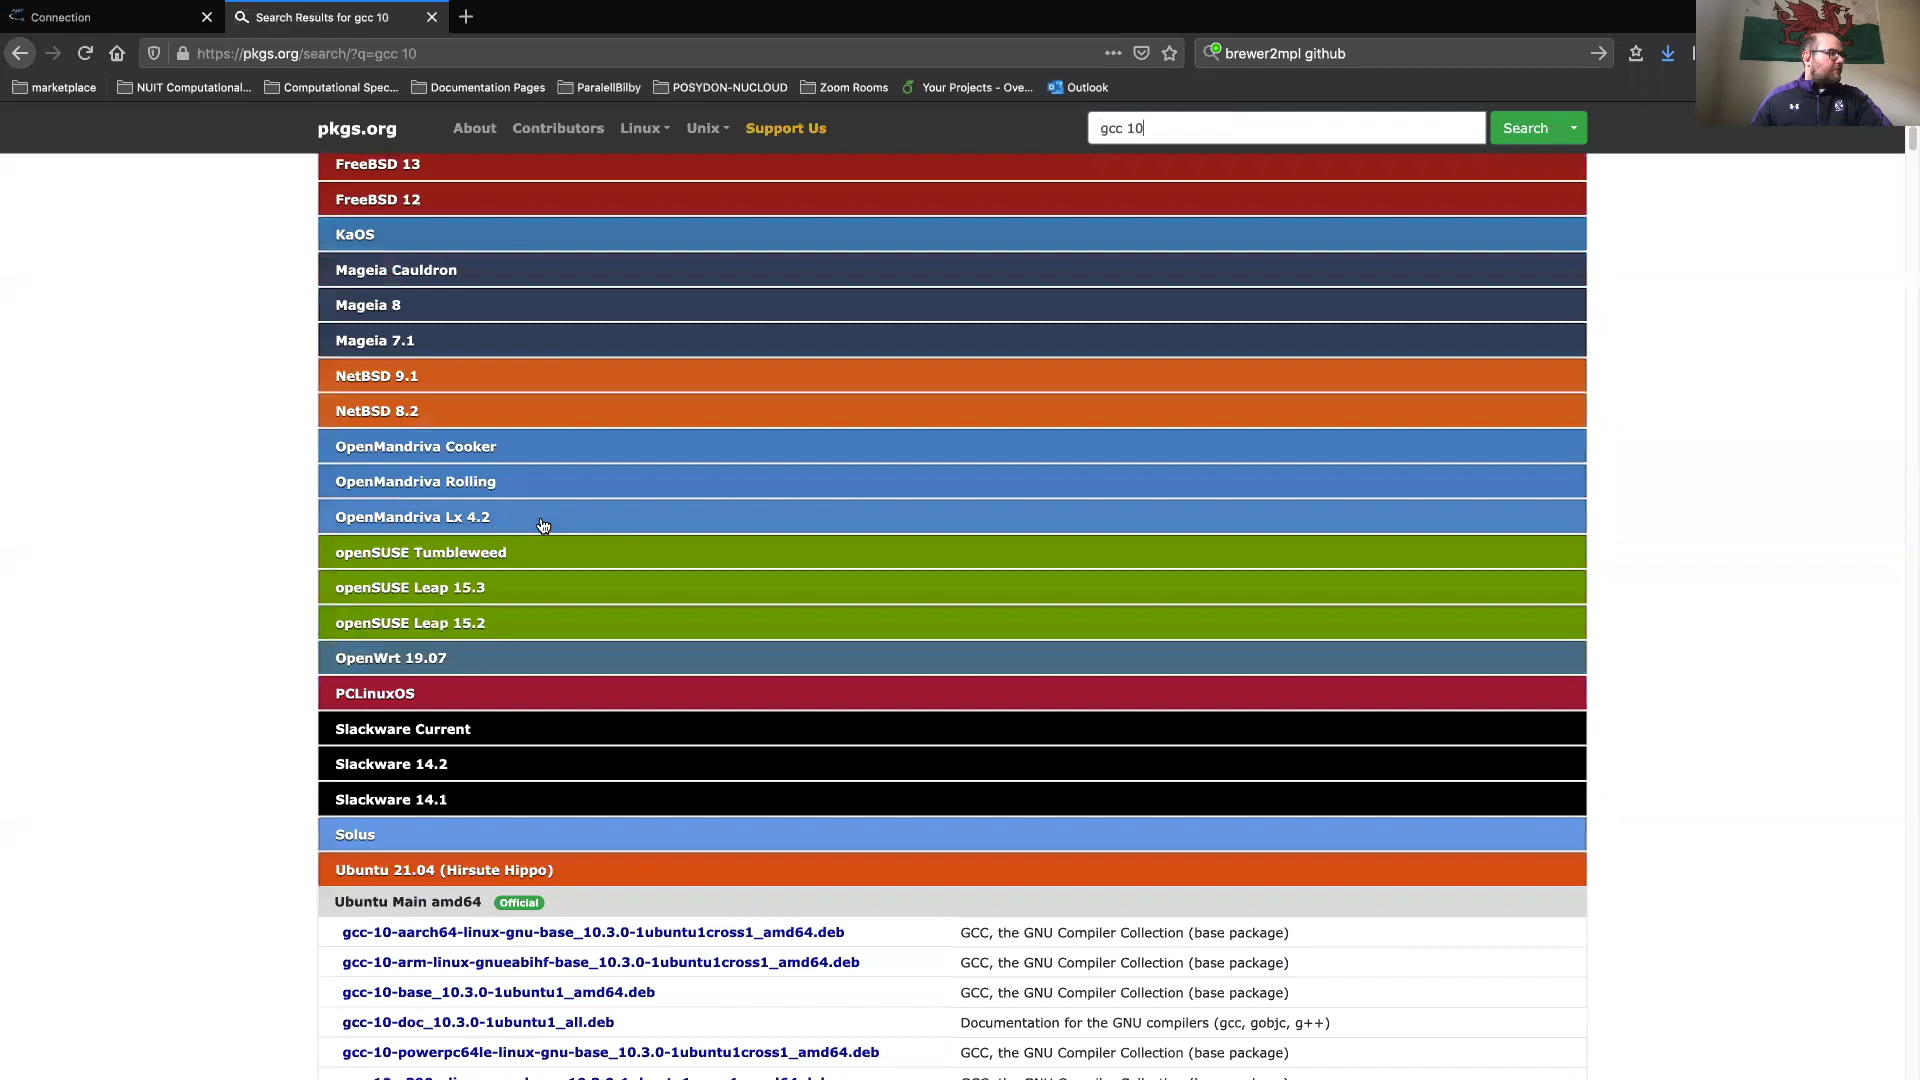 Connection
Search Results for gcc 10
https://pkgs.org/search/?q=gcc 10
brewer2mpl github
marketplace
NUIT Computational...
Computational Spec...
Documentation Pages
ParalellBilby
POSYDON-NUCLOUD
Zoom Rooms
Your Projects - Ove...
Outlook
pkgs.org
About
Contributors
Linux
Unix
Support Us
gcc 10
Search
FreeBSD 13
FreeBSD 12
KaOS
Mageia Cauldron
Mageia 8
Mageia 7.1
NetBSD 9.1
NetBSD 8.2
OpenMandriva Cooker
OpenMandriva Rolling
OpenMandriva Lx 4.2
openSUSE Tumbleweed
openSUSE Leap 15.3
openSUSE Leap 15.2
OpenWrt 19.07
PCLinuxOS
Slackware Current
Slackware 14.2
Slackware 14.1
Solus
Ubuntu 21.04 (Hirsute Hippo)
Ubuntu Main amd64 Official
gcc-10-aarch64-linux-gnu-base_10.3.0-1ubuntu1cross1_amd64.deb GCC, the GNU Compiler Collection (base package)
gcc-10-arm-linux-gnueabihf-base_10.3.0-1ubuntu1cross1_amd64.deb GCC, the GNU Compiler Collection (base package)
gcc-10-base_10.3.0-1ubuntu1_amd64.deb GCC, the GNU Compiler Collection (base package)
gcc-10-doc_10.3.0-1ubuntu1_all.deb Documentation for the GNU compilers (gcc, gobjc, g++)
gcc-10-powerpc64le-linux-gnu-base_10.3.0-1ubuntu1cross1_amd64.deb GCC, the GNU Compiler Collection (base package)